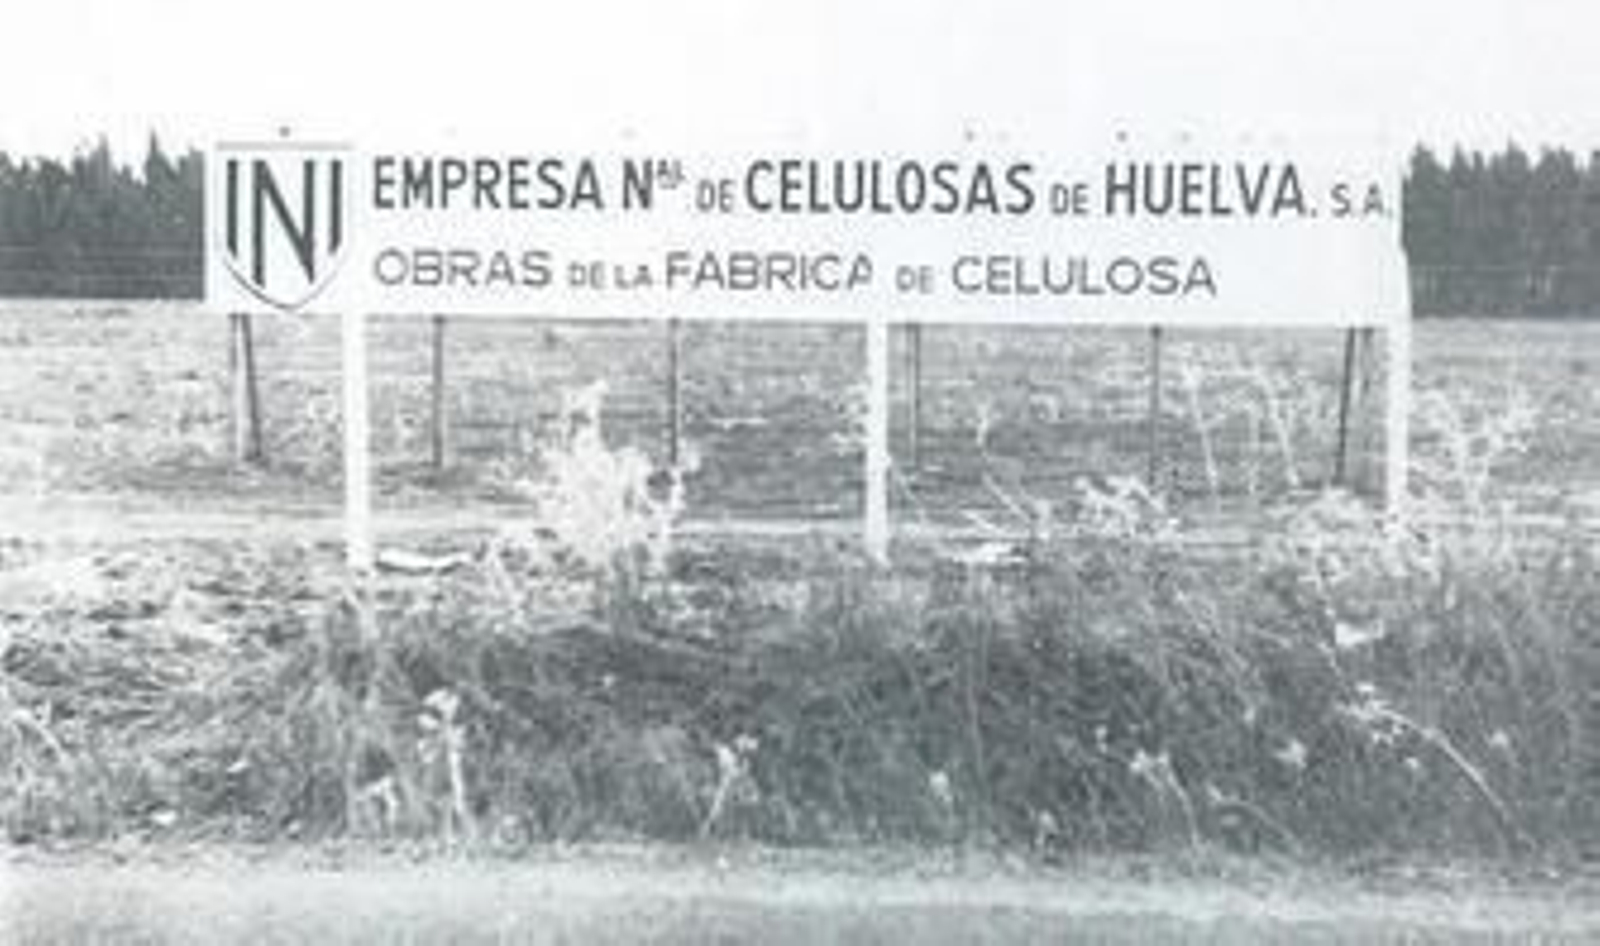 INI
EMPRESA Nal. DE CELULOSAS DE HUELVA. S.A.
OBRAS DE LA FABRICA DE CELULOSA